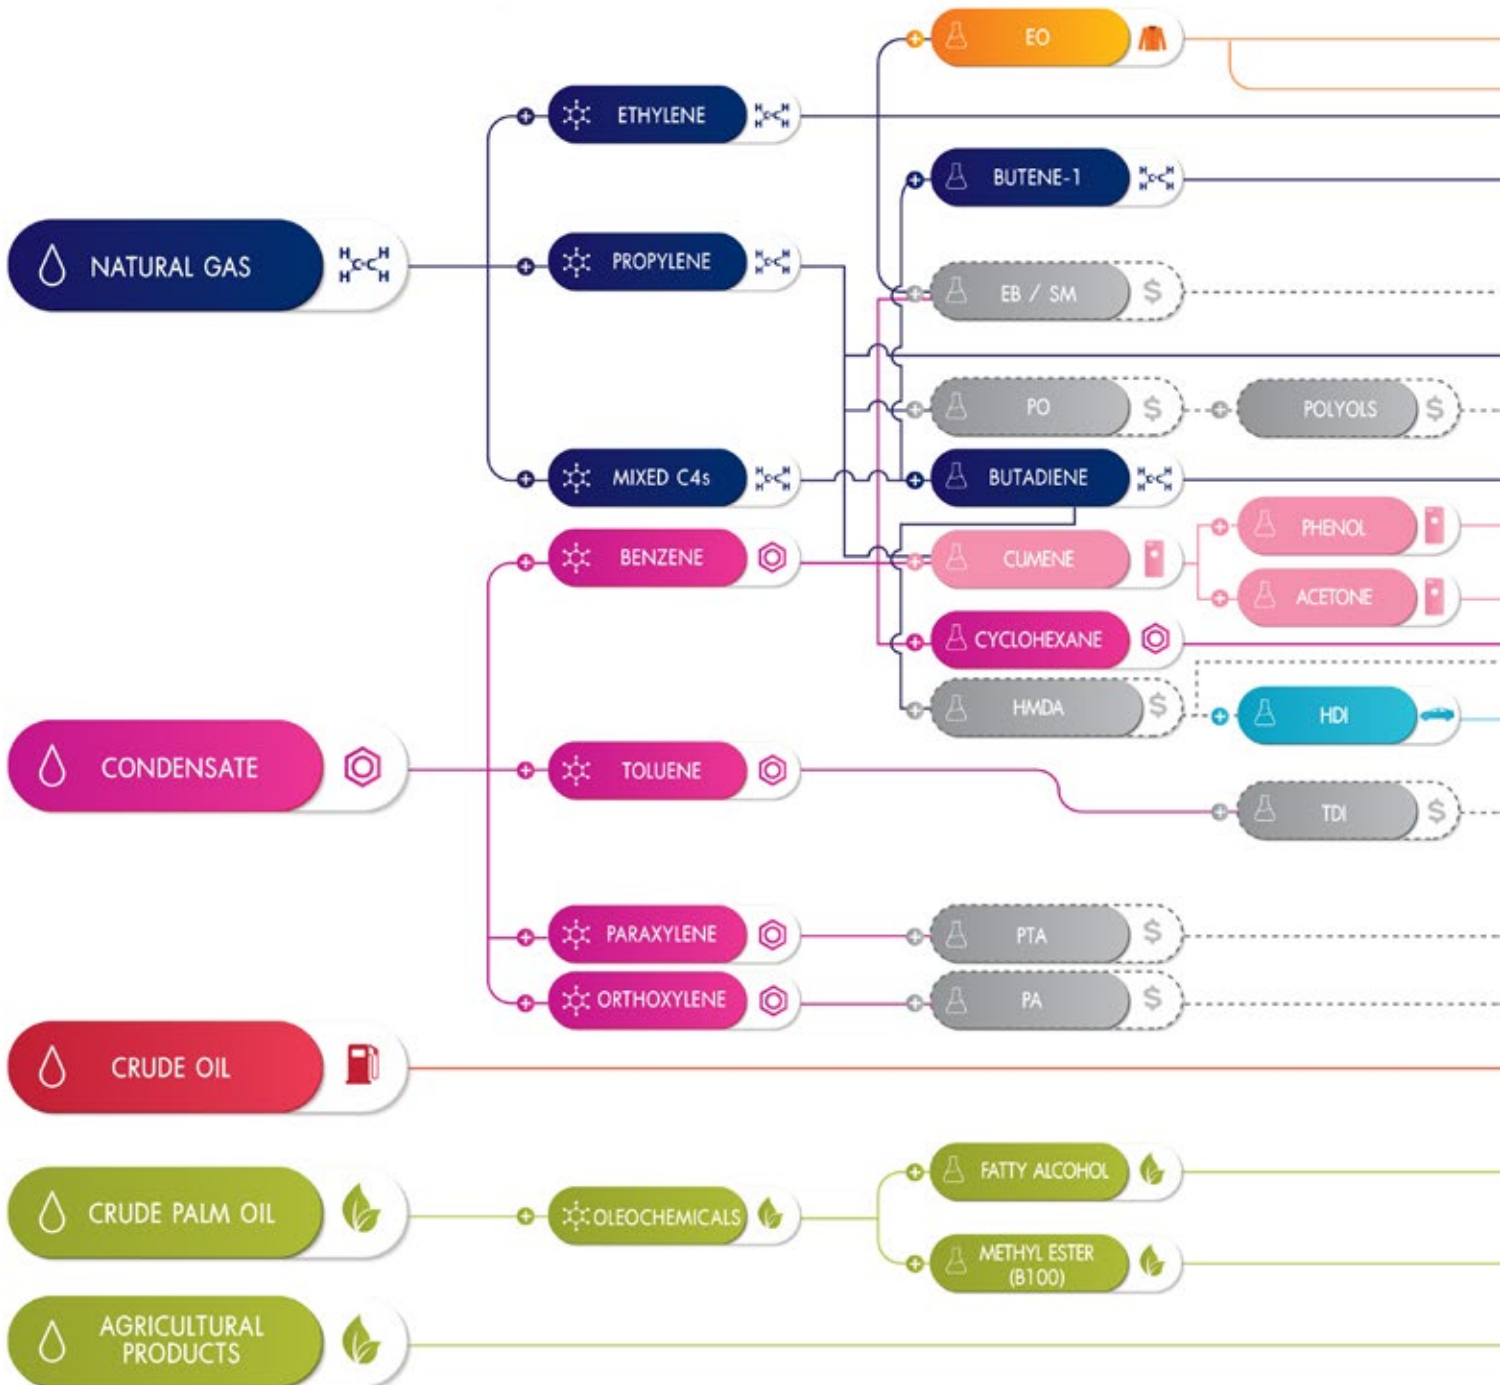 EO
ETHYLENE
BUTENE-1
NATURAL GAS
PROPYLENE
EB / SM
$
PO
$
POLYOLS
$
MIXED C4s
BUTADIENE
PHENOL
BENZENE
CUMENE
ACETONE
CYCLOHEXANE
HMDA
$
HDI
CONDENSATE
TOLUENE
TDI
$
PARAXYLENE
PTA
$
ORTHOXYLENE
PA
$
CRUDE OIL
CRUDE PALM OIL
OLEOCHEMICALS
FATTY ALCOHOL
METHYL ESTER
(B100)
AGRICULTURAL
PRODUCTS